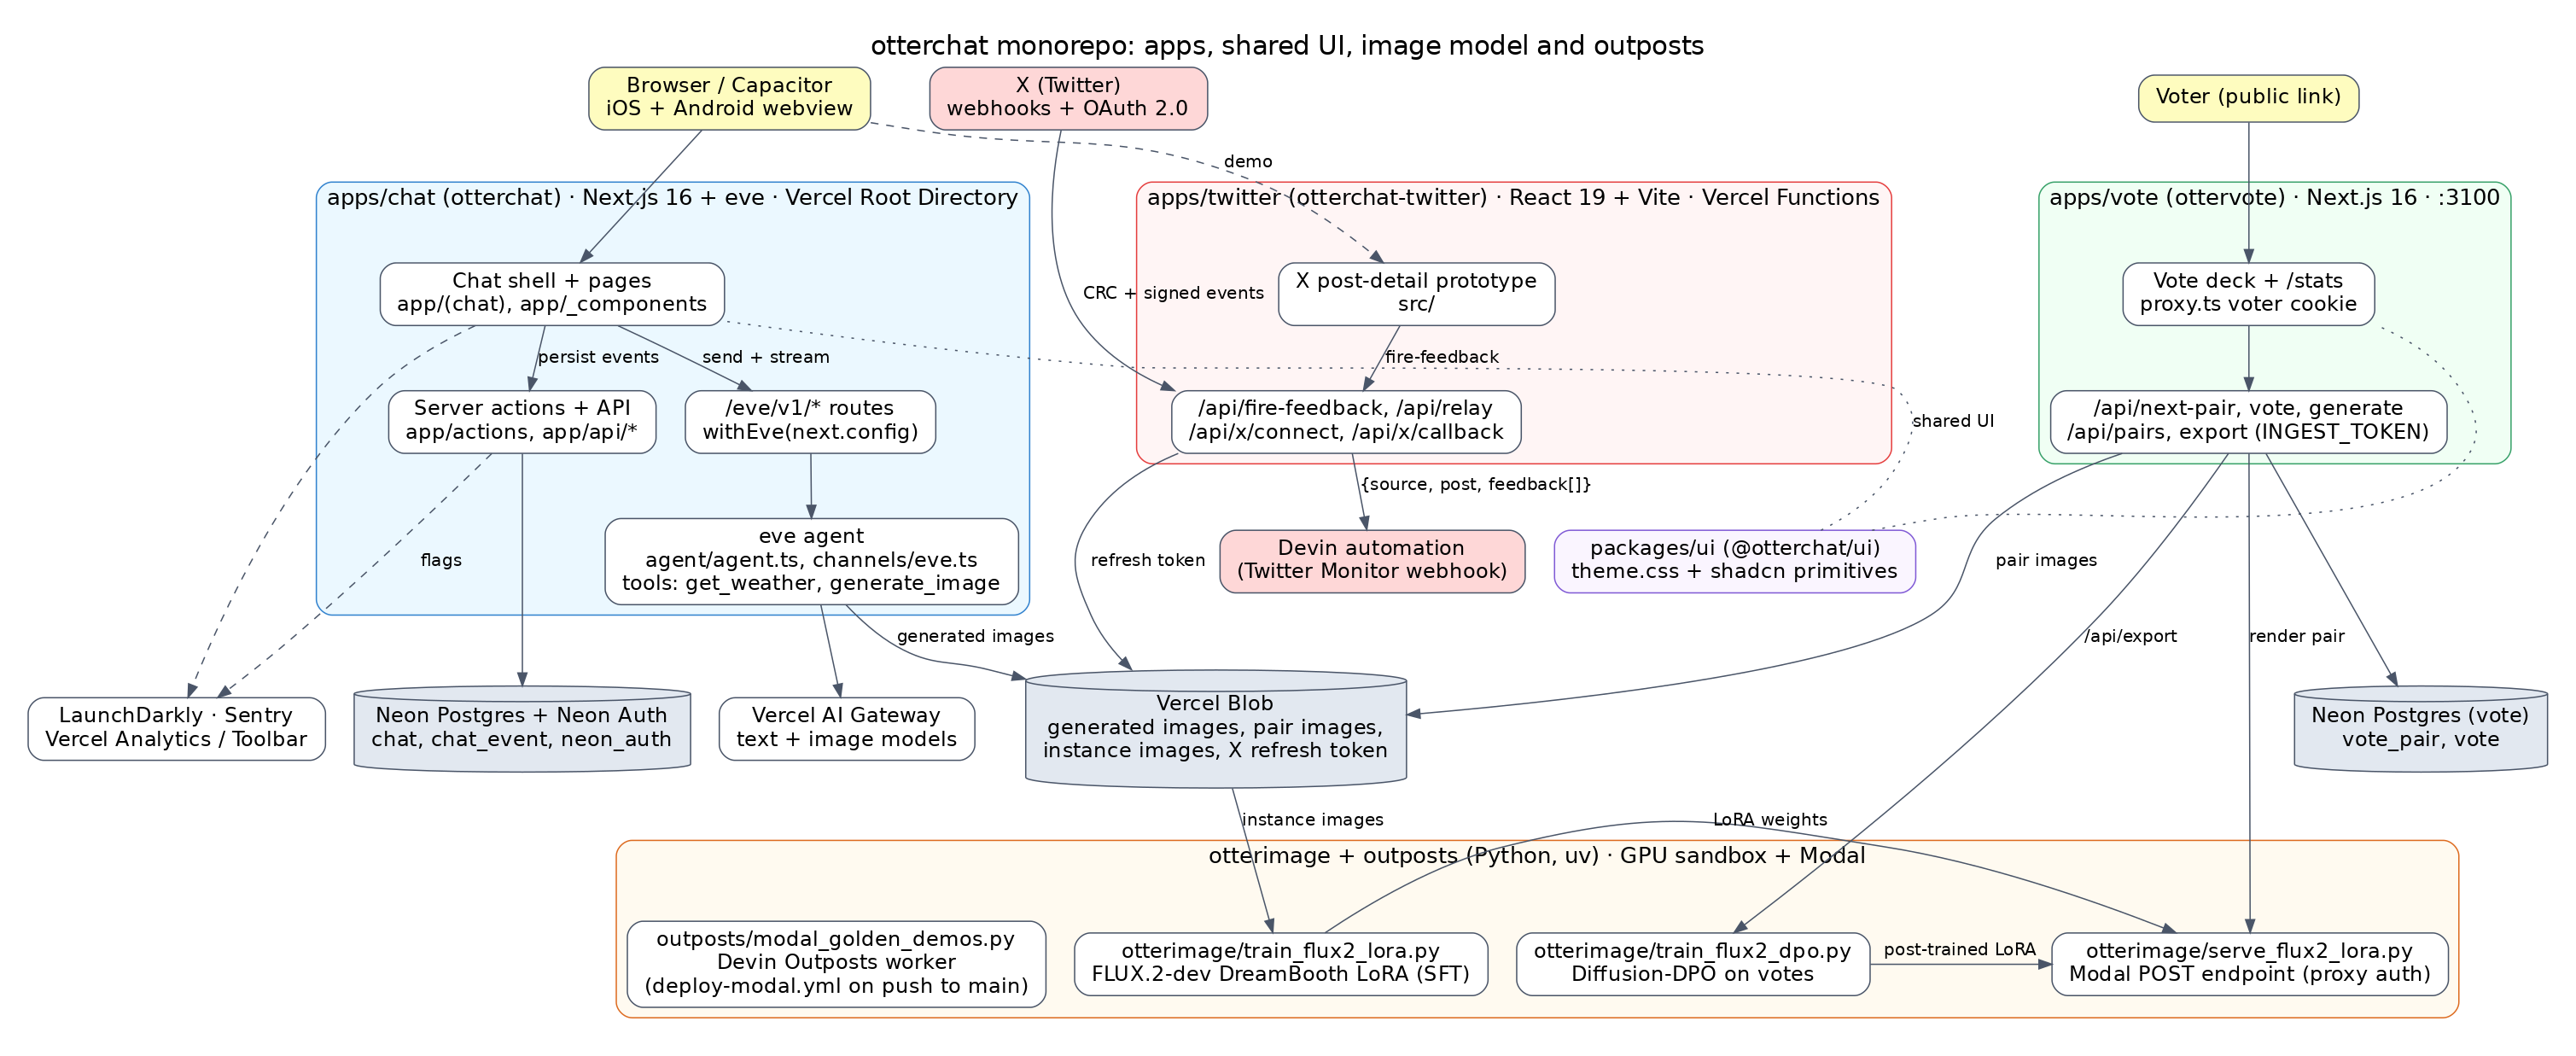 otterchat monorepo: apps, shared UI, image model and outposts
Browser / Capacitor
iOS + Android webview
X (Twitter)
webhooks + OAuth 2.0
Voter (public link)
demo
apps/chat (otterchat) · Next.js 16 + eve · Vercel Root Directory
apps/twitter (otterchat-twitter) · React 19 + Vite · Vercel Functions
apps/vote (ottervote) · Next.js 16 · :3100
Chat shell + pages
app/(chat), app/_components
CRC + signed events
X post-detail prototype
src/
Vote deck + /stats
proxy.ts voter cookie
persist events
send + stream
fire-feedback
Server actions + API
app/actions, app/api/*
/eve/v1/* routes
withEve(next.config)
/api/fire-feedback, /api/relay
/api/x/connect, /api/x/callback
shared UI
/api/next-pair, vote, generate
/api/pairs, export (INGEST_TOKEN)
{source, post, feedback[]}
flags
eve agent
agent/agent.ts, channels/eve.ts
tools: get_weather, generate_image
refresh token
Devin automation
(Twitter Monitor webhook)
packages/ui (@otterchat/ui)
theme.css + shadcn primitives
pair images
generated images
/api/export
render pair
LaunchDarkly · Sentry
Vercel Analytics / Toolbar
Neon Postgres + Neon Auth
chat, chat_event, neon_auth
Vercel AI Gateway
text + image models
Vercel Blob
generated images, pair images,
instance images, X refresh token
Neon Postgres (vote)
vote_pair, vote
instance images
LoRA weights
otterimage + outposts (Python, uv) · GPU sandbox + Modal
outposts/modal_golden_demos.py
Devin Outposts worker
(deploy-modal.yml on push to main)
otterimage/train_flux2_lora.py
FLUX.2-dev DreamBooth LoRA (SFT)
otterimage/train_flux2_dpo.py
Diffusion-DPO on votes
post-trained LoRA
otterimage/serve_flux2_lora.py
Modal POST endpoint (proxy auth)